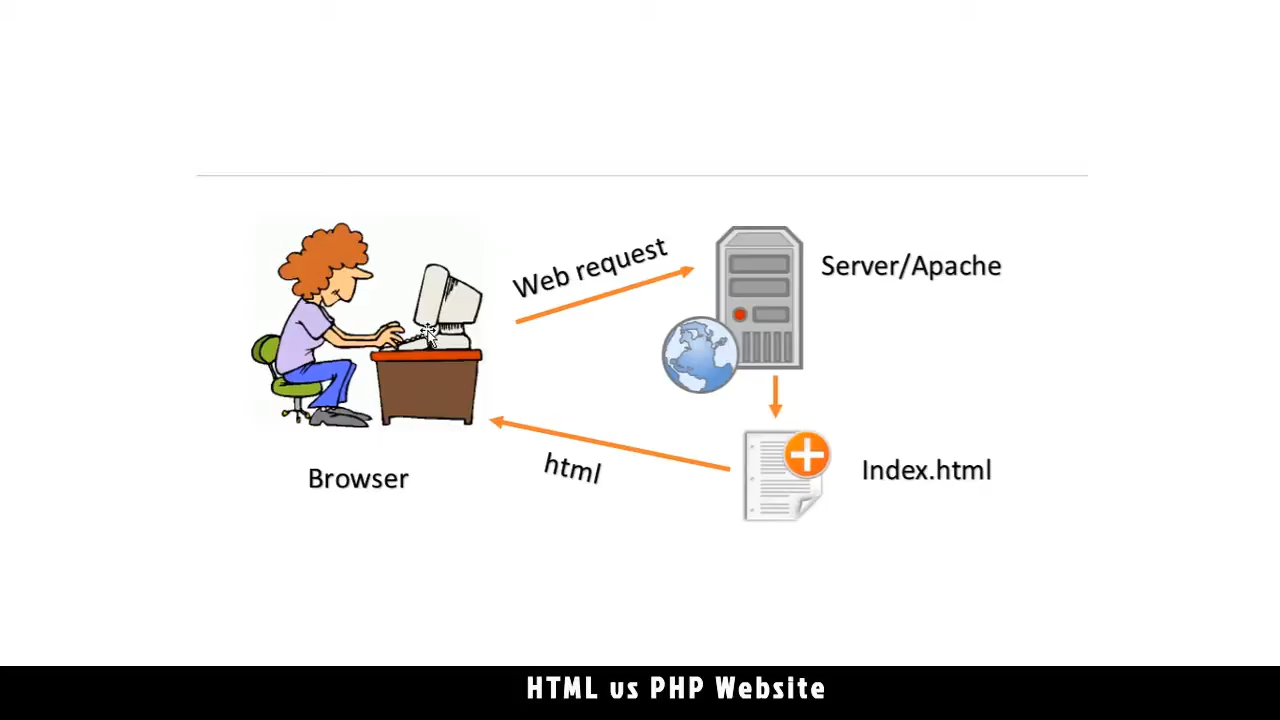 Web request
Server/Apache
html
Index.html
Browser
HTML vs PHP Website